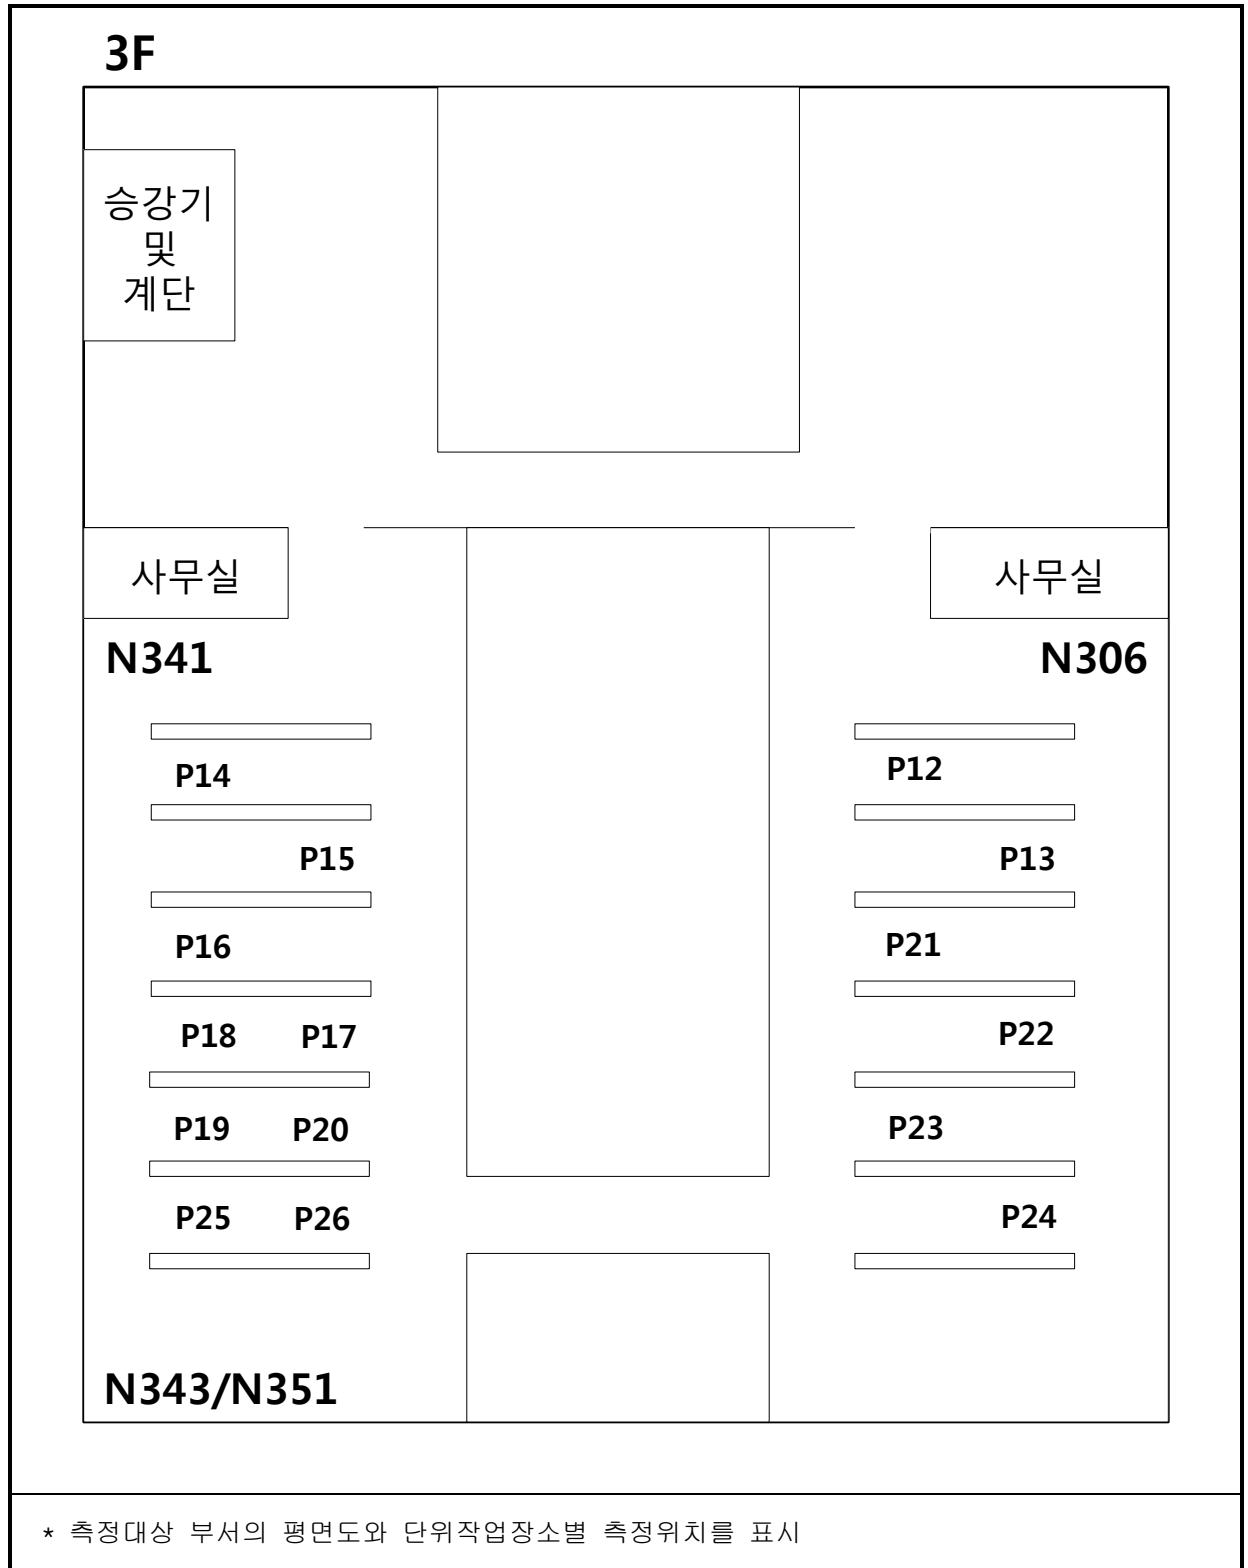 3F
승강기
및
계단
사무실
사무실
N341
N306
P14
P12
P15
P13
P16
P21
P18 P17
P22
P19 P20
P23
P25 P26
P24
N343/N351
* 측정대상 부서의 평면도와 단위작업장소별 측정위치를 표시